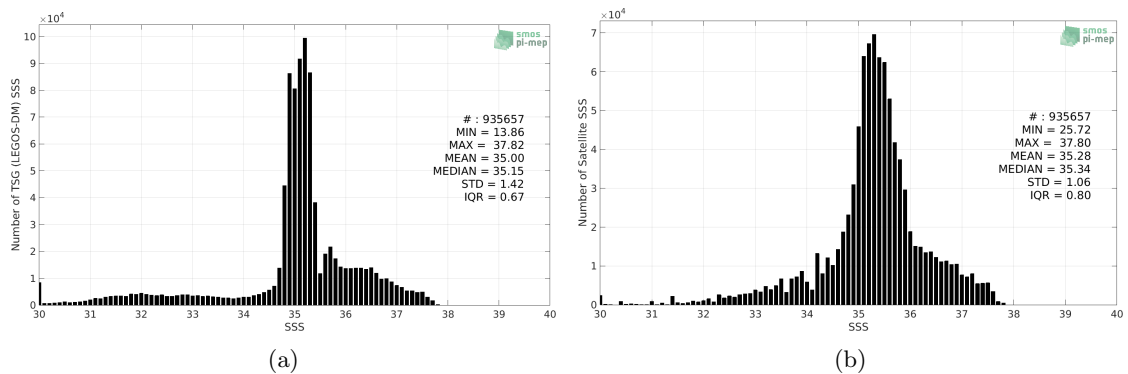 ×10⁴
10
9
8
7
6
5
4
3
2
1
0
Number of TSG (LEGOS-DM) SSS
smos
pi-mep
# : 935657
MIN = 13.86
MAX = 37.82
MEAN = 35.00
MEDIAN = 35.15
STD = 1.42
IQR = 0.67
30 31 32 33 34 35 36 37 38 39 40
SSS
(a)
×10⁴
7
6
5
4
3
2
1
0
Number of Satellite SSS
smos
pi-mep
# : 935657
MIN = 25.72
MAX = 37.80
MEAN = 35.28
MEDIAN = 35.34
STD = 1.06
IQR = 0.80
30 31 32 33 34 35 36 37 38 39 40
SSS
(b)